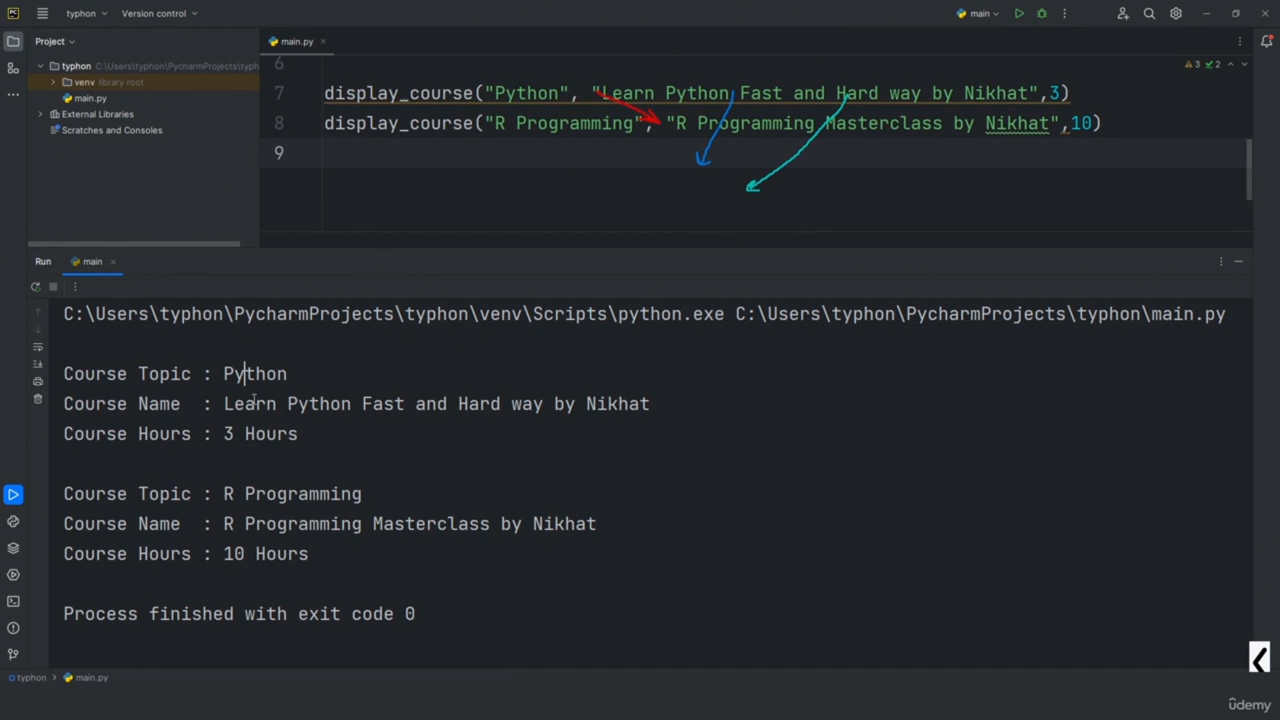 typhon
Version control
main
Project
main.py
typhon C:\Users\typhon\PycharmProjects\typh
venv library root
main.py
External Libraries
Scratches and Consoles
3 2
6
7 display_course("Python", "Learn Python Fast and Hard way by Nikhat",3)
8 display_course("R Programming", "R Programming Masterclass by Nikhat",10)
9
Run main
C:\Users\typhon\PycharmProjects\typhon\venv\Scripts\python.exe C:\Users\typhon\PycharmProjects\typhon\main.py
Course Topic : Python
Course Name  : Learn Python Fast and Hard way by Nikhat
Course Hours : 3 Hours
Course Topic : R Programming
Course Name  : R Programming Masterclass by Nikhat
Course Hours : 10 Hours
Process finished with exit code 0
typhon > main.py
ûdemy